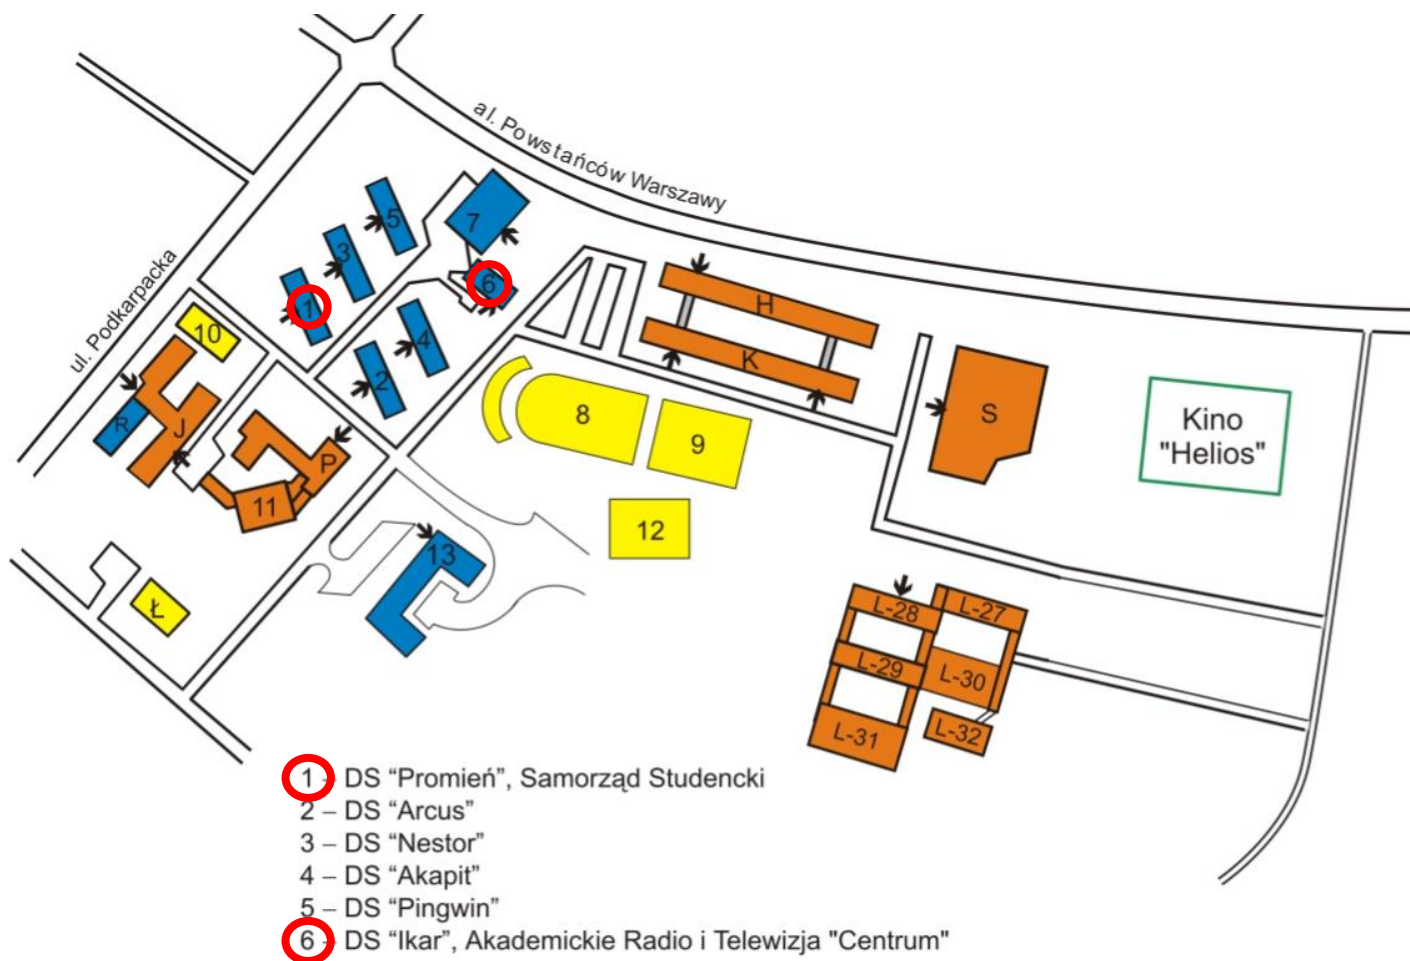 al. Powstańców Warszawy
ul. Podkarpacka
5
7
3
6
1
H
10
4
K
2
S
Kino
"Helios"
R
J
8
9
P
11
12
13
Ł
L-28
L-27
L-29
L-30
L-31
L-32
1 – DS “Promień”, Samorząd Studencki
2 – DS “Arcus”
3 – DS “Nestor”
4 – DS “Akapit”
5 – DS “Pingwin”
6 – DS “Ikar”, Akademickie Radio i Telewizja "Centrum"